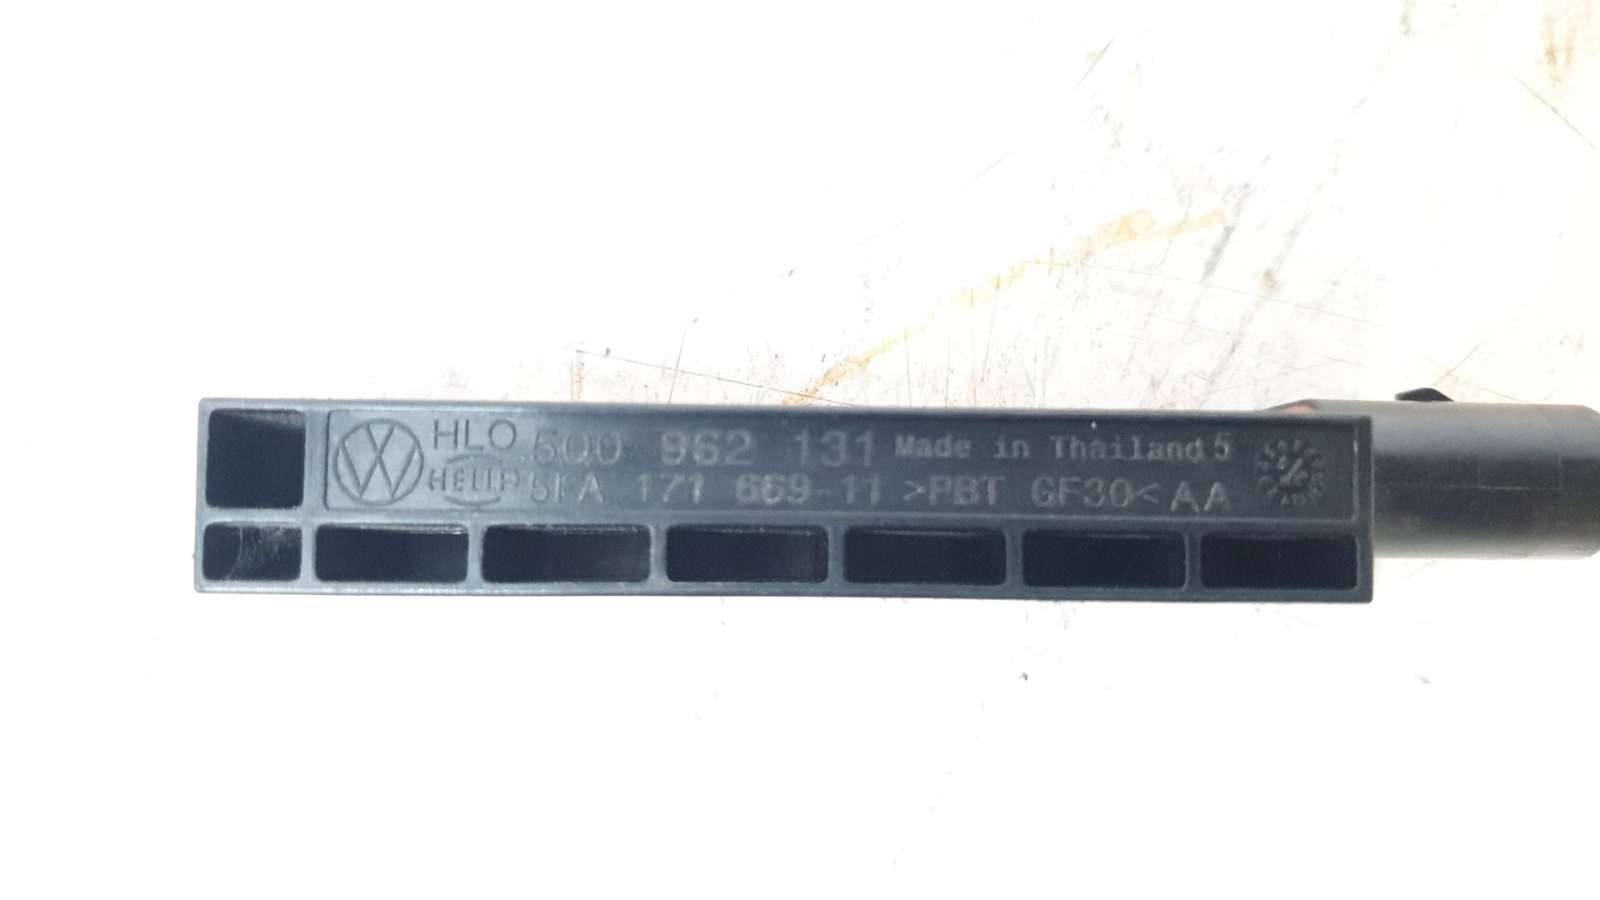 HLO 5Q0 962 131 Made in Thailand 5
HELLA 5FA 171 669-11 >PBT GF30< AA